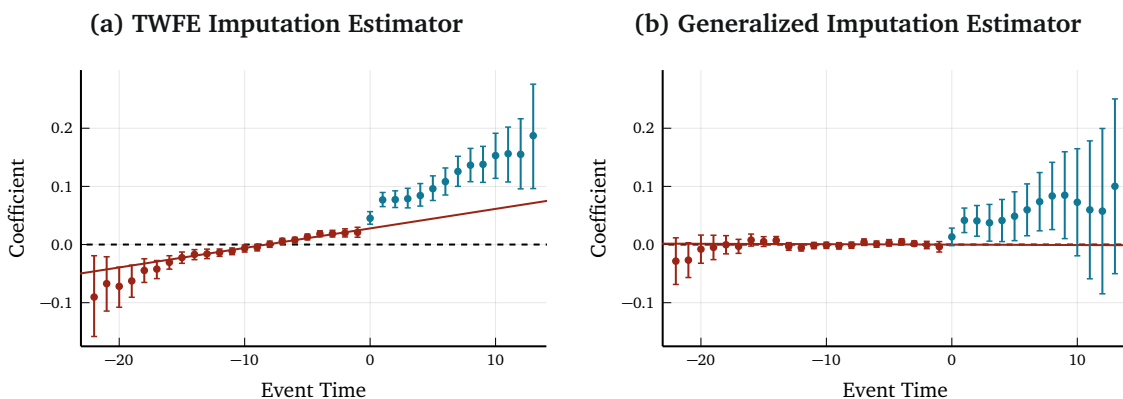 (a) TWFE Imputation Estimator
Coefficient
0.2
0.1
0.0
−0.1
−20
−10
0
10
Event Time
(b) Generalized Imputation Estimator
Coefficient
0.2
0.1
0.0
−0.1
−20
−10
0
10
Event Time